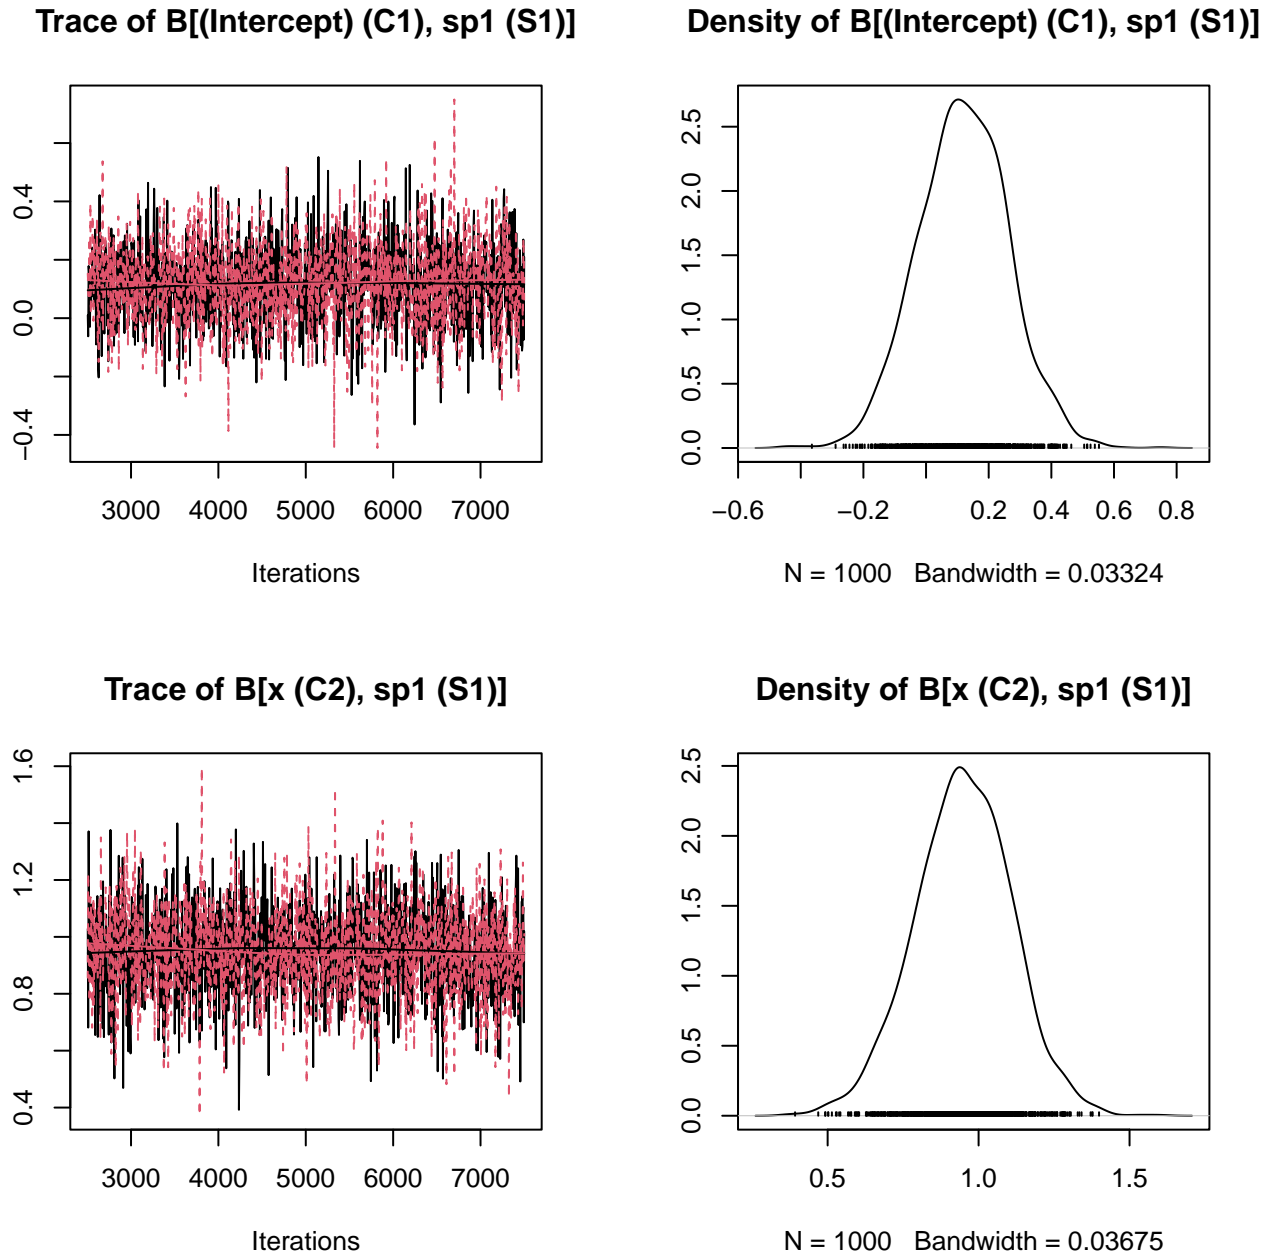 Trace of B[(Intercept) (C1), sp1 (S1)]
0.4
0.0
−0.4
3000 4000 5000 6000 7000
Iterations
Density of B[(Intercept) (C1), sp1 (S1)]
2.5
2.0
1.5
1.0
0.5
0.0
−0.6 −0.2 0.2 0.4 0.6 0.8
N = 1000 Bandwidth = 0.03324
Trace of B[x (C2), sp1 (S1)]
1.6
1.2
0.8
0.4
3000 4000 5000 6000 7000
Iterations
Density of B[x (C2), sp1 (S1)]
2.5
2.0
1.5
1.0
0.5
0.0
0.5 1.0 1.5
N = 1000 Bandwidth = 0.03675